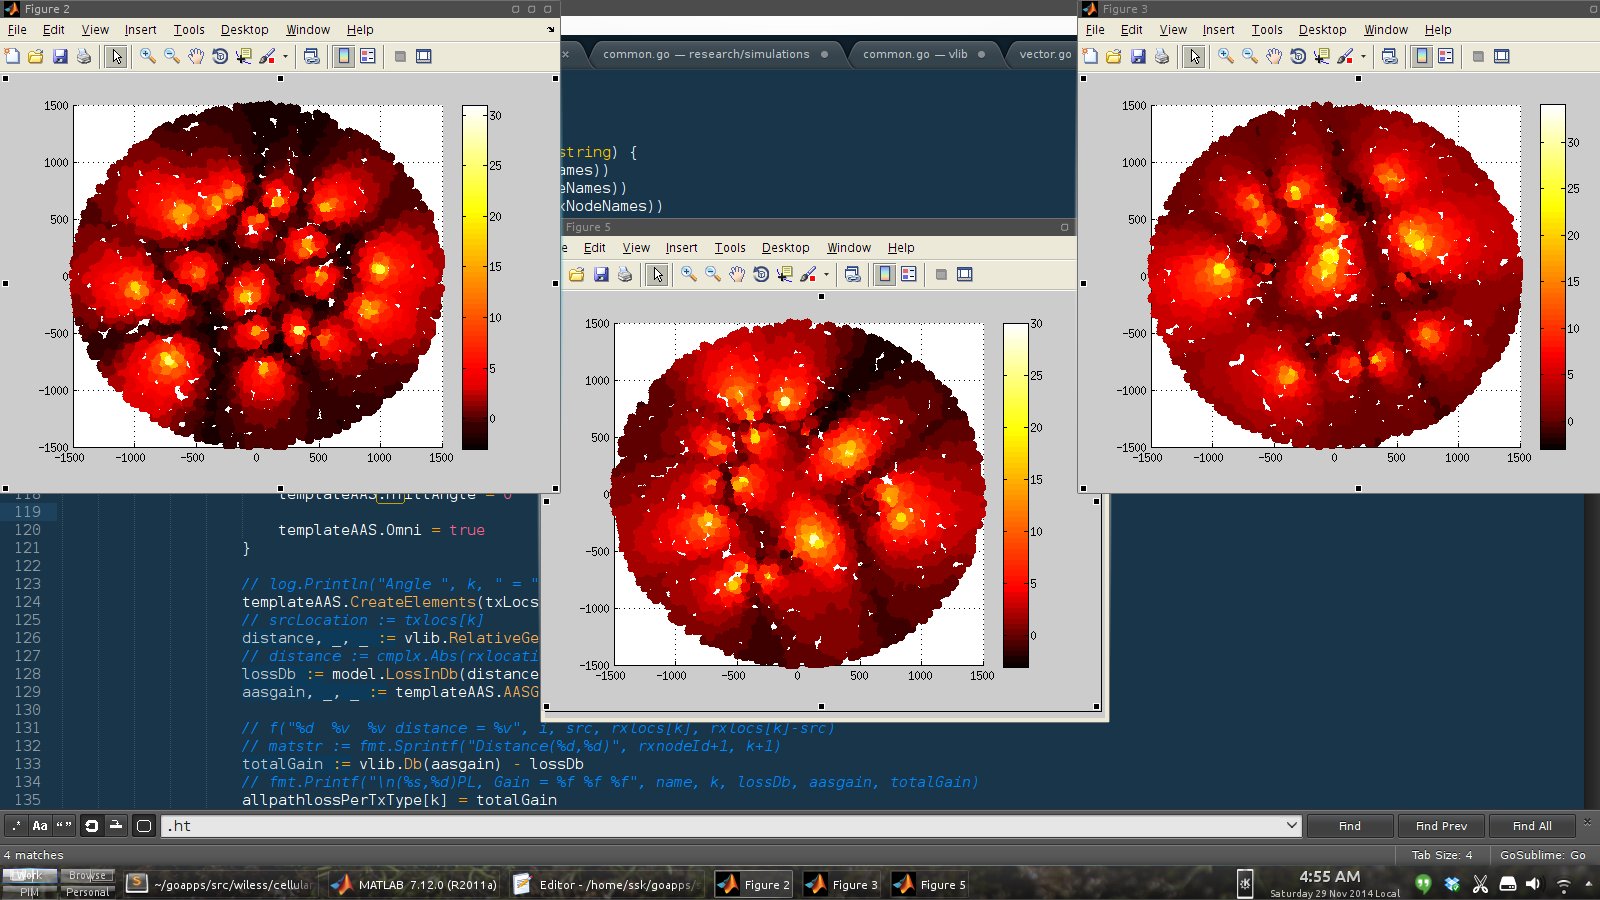 Figure 2
File Edit View Insert Tools Desktop Window Help
1500
1000
500
0
-500
-1000
-1500
-1500 -1000 -500 0 500 1000 1500
30
25
20
15
10
5
0
common.go — research/simulations
common.go — vlib
vector.go
string) {
ames))
eNames))
xNodeNames))
Figure 5
e Edit View Insert Tools Desktop Window Help
1500
1000
500
0
-500
-1000
-1500
-1500 -1000 -500 0 500 1000 1500
30
25
20
15
10
5
0
Figure 3
File Edit View Insert Tools Desktop Window Help
1500
1000
500
0
-500
-1000
-1500
-1500 -1000 -500 0 500 1000 1500
30
25
20
15
10
5
0
118 templateAAS.HTiltAngle = 0
119
120 templateAAS.Omni = true
121 }
122
123 // log.Println("Angle ", k, " = "
124 templateAAS.CreateElements(txLocs
125 // srcLocation := txlocs[k]
126 distance, _, _ := vlib.RelativeGe
127 // distance := cmplx.Abs(rxlocati
128 lossDb := model.LossInDb(distance
129 aasgain, _, _ := templateAAS.AASG
130
131 // f("%d  %v  %v distance = %v", i, src, rxlocs[k], rxlocs[k]-src)
132 // matstr := fmt.Sprintf("Distance(%d,%d)", rxnodeId+1, k+1)
133 totalGain := vlib.Db(aasgain) - lossDb
134 // fmt.Printf("\n(%s,%d)PL, Gain = %f %f %f", name, k, lossDb, aasgain, totalGain)
135 allpathlossPerTxType[k] = totalGain
.* Aa “” .ht Find Find Prev Find All
4 matches Tab Size: 4 GoSublime: Go
Work Browse
PIM Personal
~/goapps/src/wiless/cellular
MATLAB 7.12.0 (R2011a)
Editor - /home/ssk/goapps/s
Figure 2
Figure 3
Figure 5
4:55 AM
Saturday 29 Nov 2014 Local